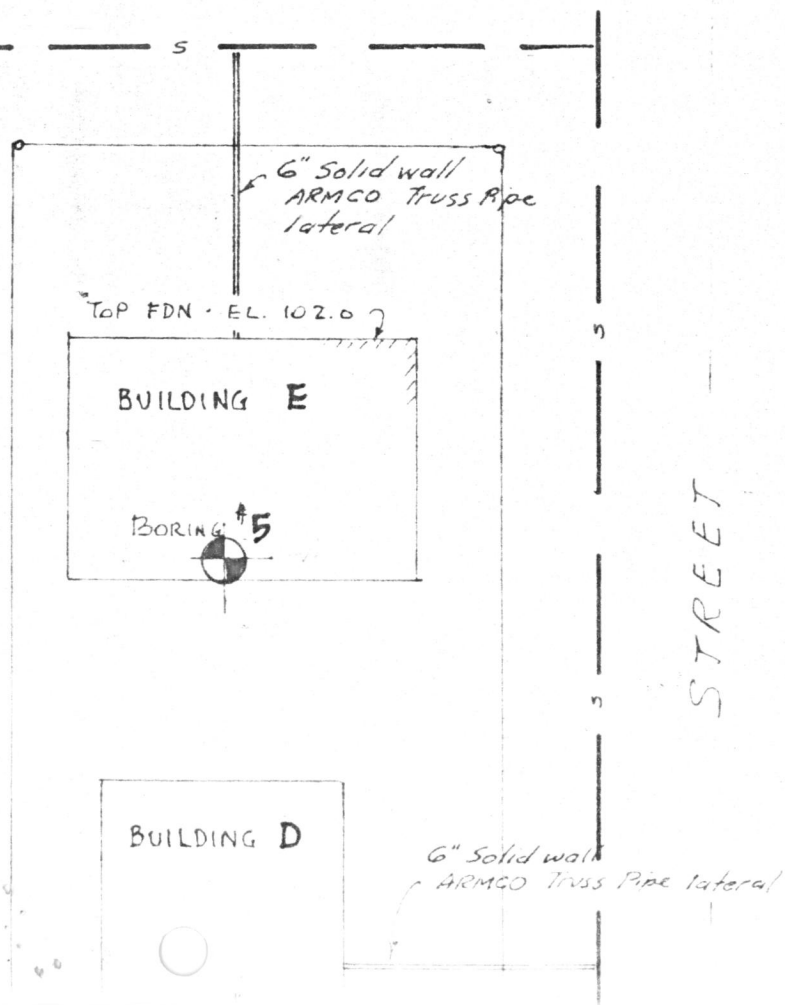 S
6" Solid wall
ARMCO Truss Pipe
lateral
TOP FDN. EL. 102.0
S
BUILDING E
BORING #5
STREET
S
BUILDING D
6" Solid wall
ARMCO Truss Pipe lateral